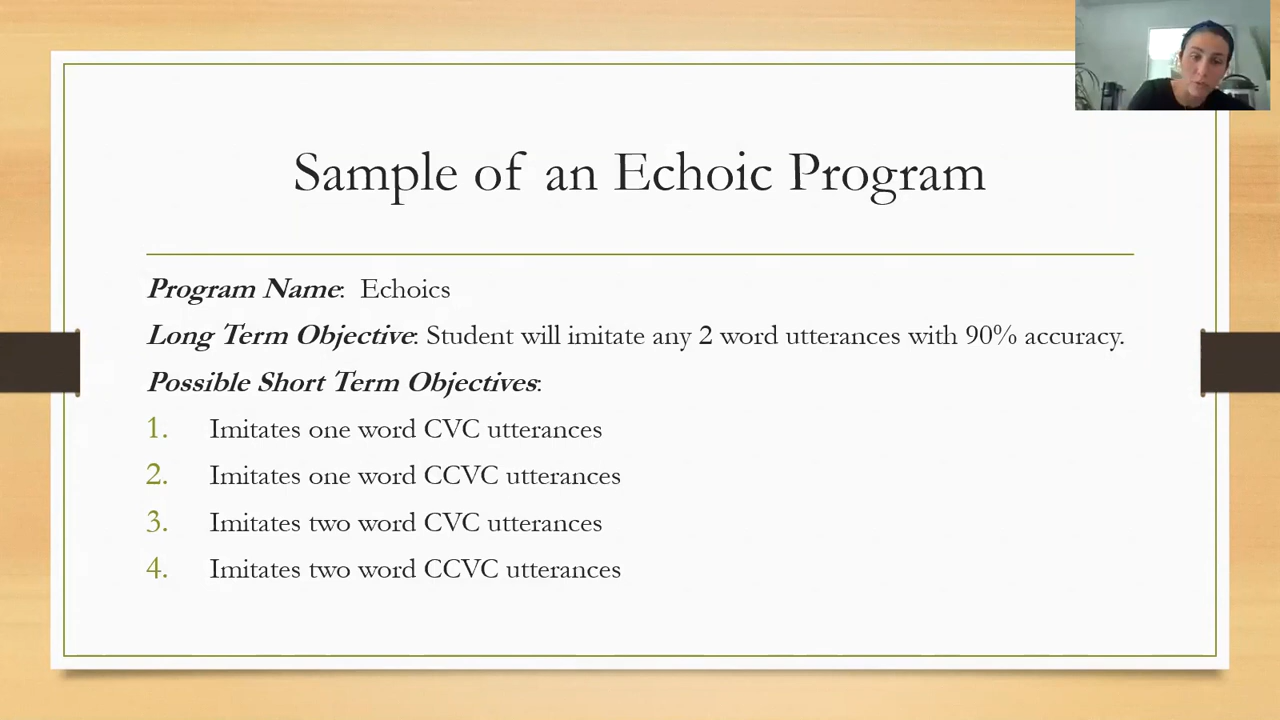 Sample of an Echoic Program
Program Name: Echoics
Long Term Objective: Student will imitate any 2 word utterances with 90% accuracy.
Possible Short Term Objectives:
1. Imitates one word CVC utterances
2. Imitates one word CCVC utterances
3. Imitates two word CVC utterances
4. Imitates two word CCVC utterances